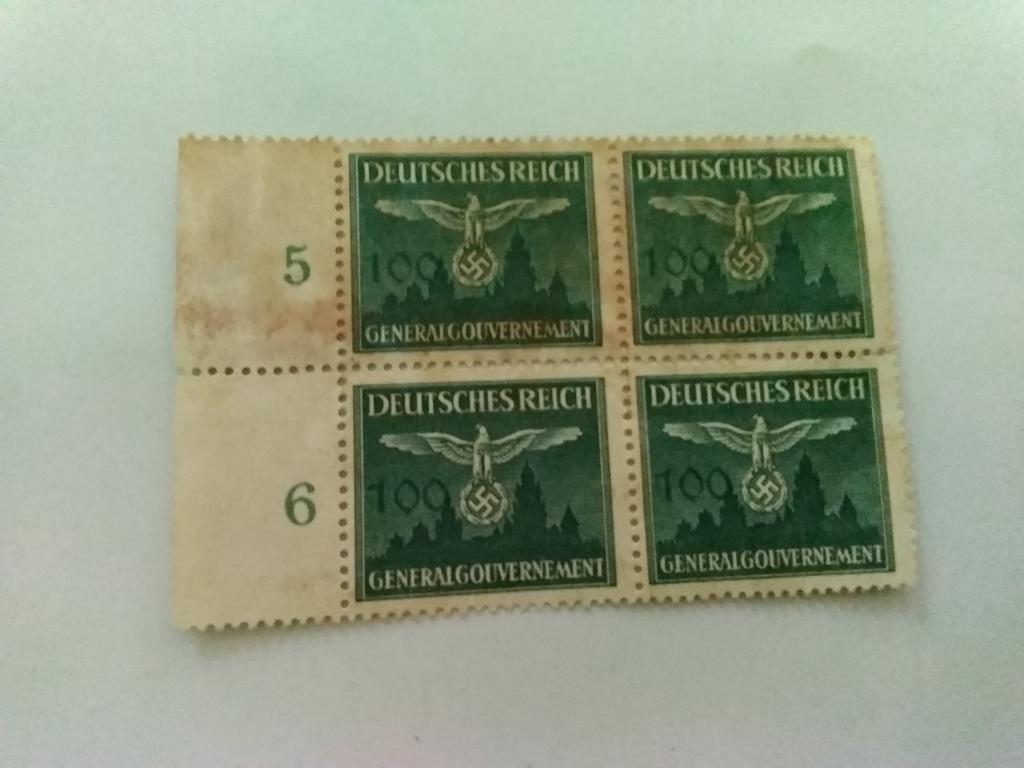 5
DEUTSCHES REICH
100
GENERALGOUVERNEMENT
DEUTSCHES REICH
100
GENERALGOUVERNEMENT
6
DEUTSCHES REICH
100
GENERALGOUVERNEMENT
DEUTSCHES REICH
100
GENERALGOUVERNEMENT